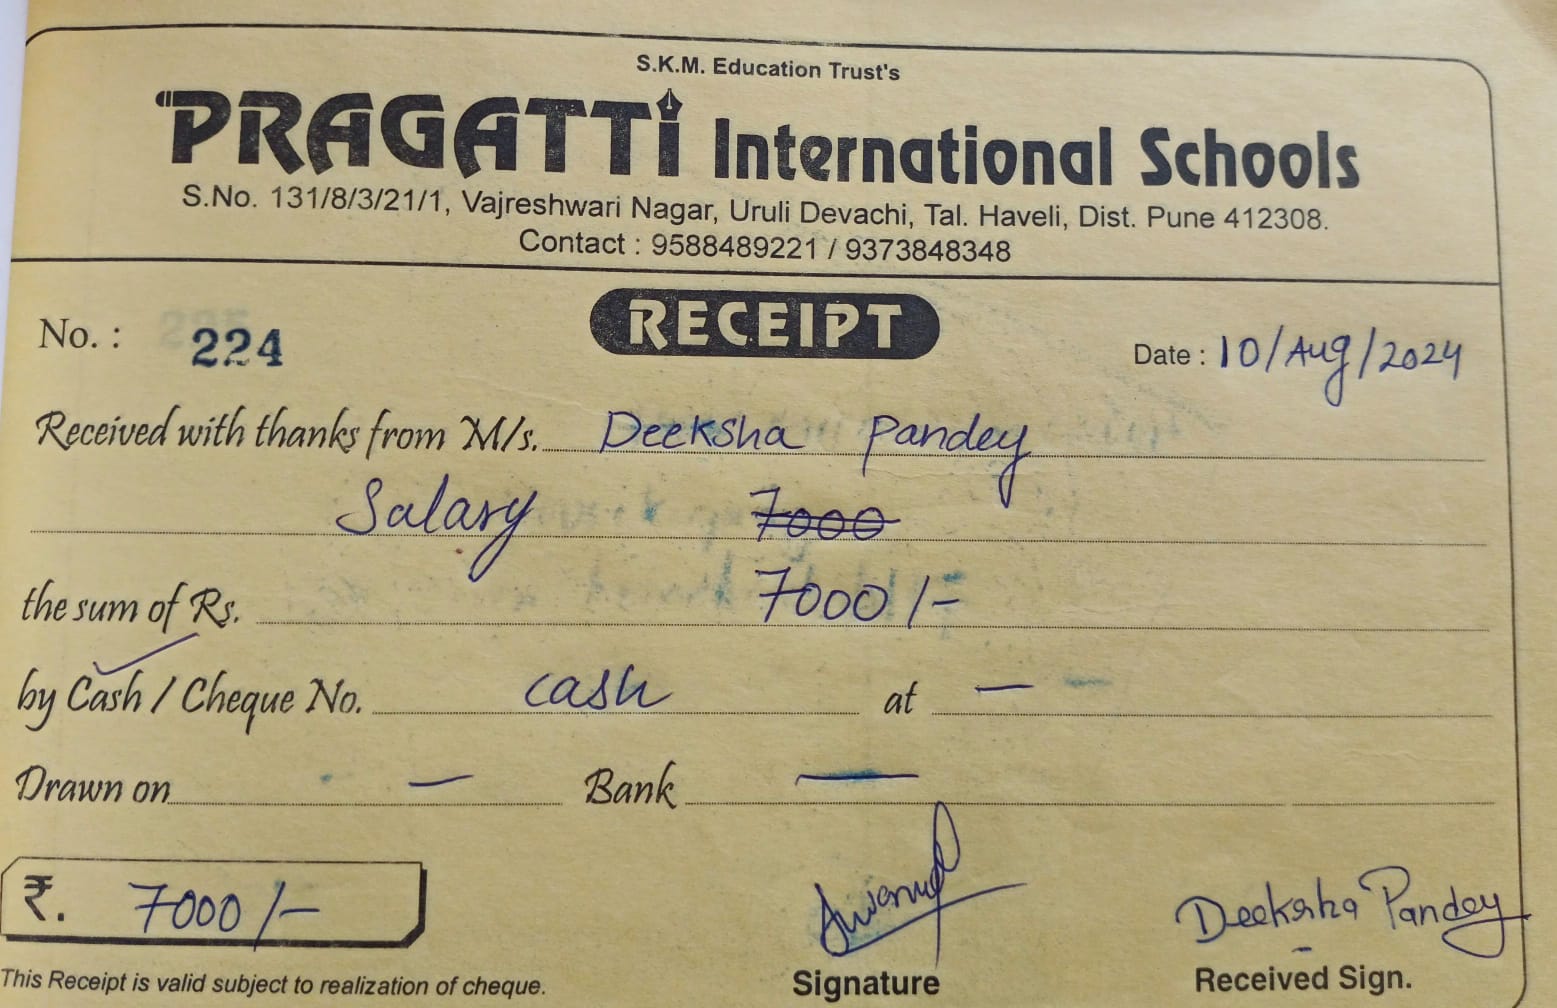 S.K.M. Education Trust's
PRAGATTi International Schools
S.No. 131/8/3/21/1, Vajreshwari Nagar, Uruli Devachi, Tal. Haveli, Dist. Pune 412308.
Contact : 9588489221 / 9373848348
RECEIPT
No. : 224
Date : 10/Aug/2024
Received with thanks from M/s. Deeksha Pandey
Salary 7000
the sum of Rs. 7000/-
by Cash / Cheque No. cash at —
Drawn on — Bank —
₹. 7000/-
Deeksha Pandey
This Receipt is valid subject to realization of cheque.
Signature
Received Sign.